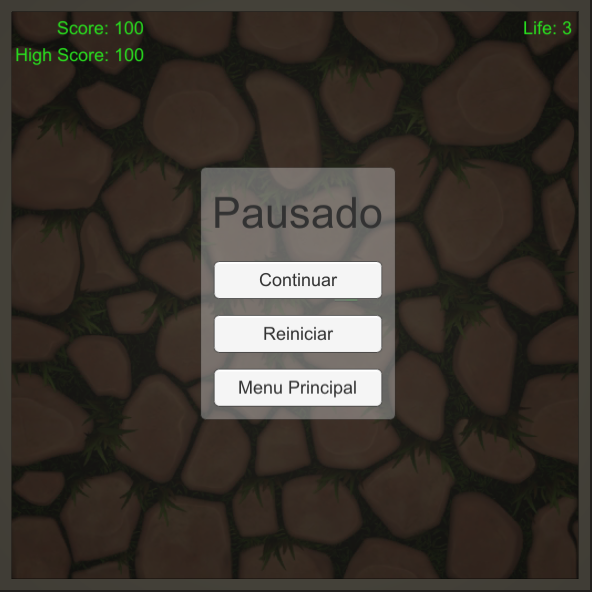 Score: 100
Life: 3
High Score: 100
Pausado
Continuar
Reiniciar
Menu Principal